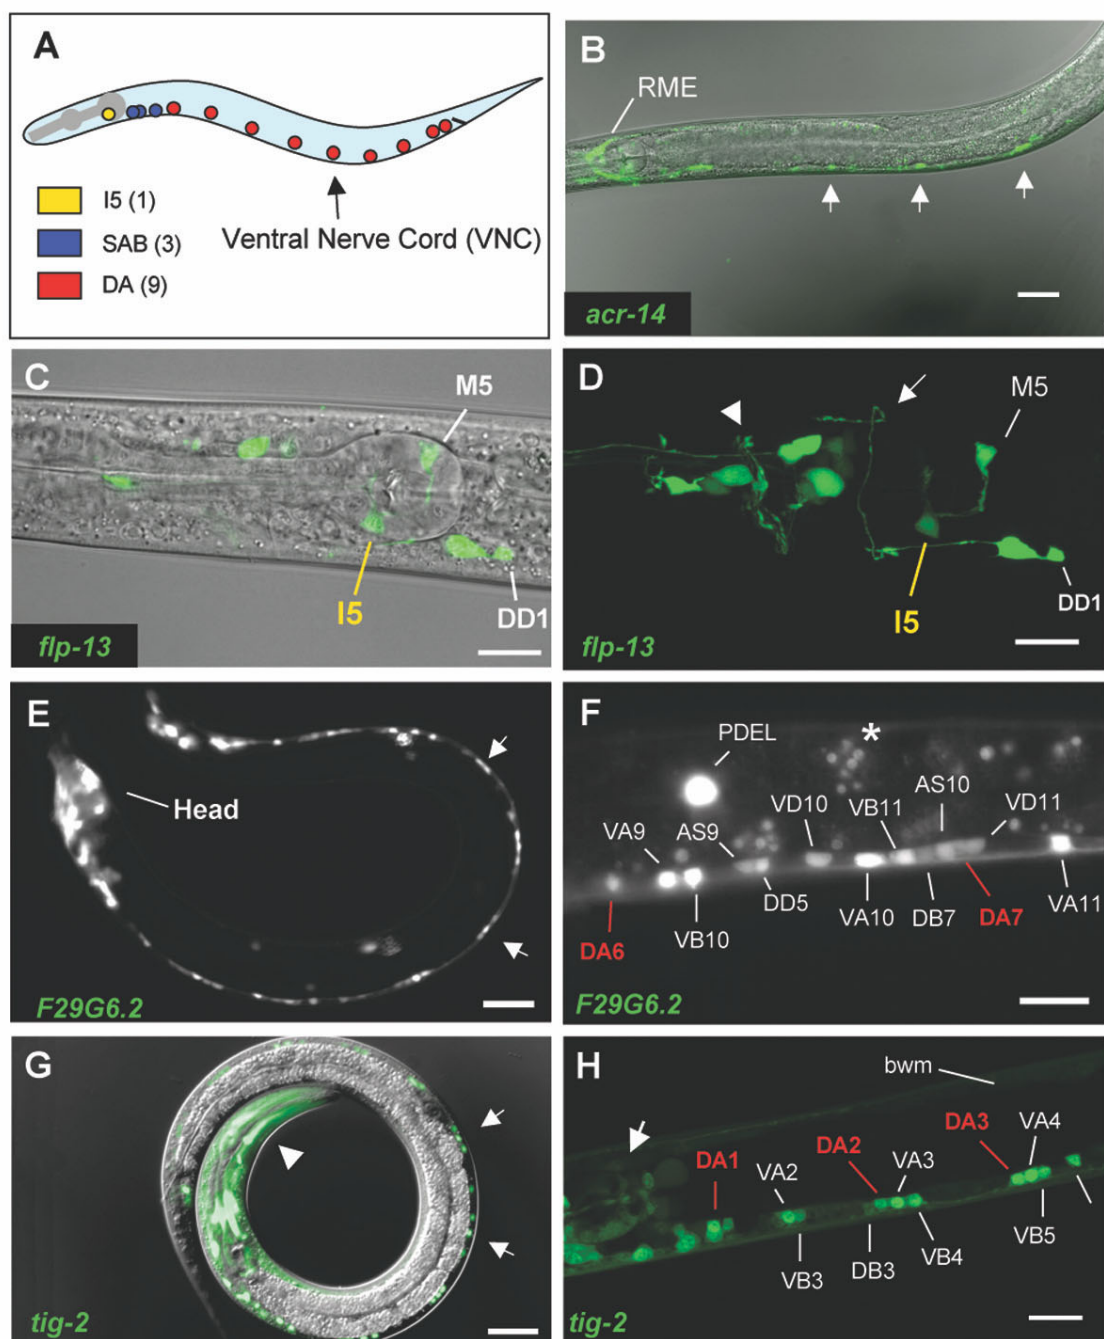 A
I5 (1)
SAB (3)
DA (9)
Ventral Nerve Cord (VNC)
B
RME
acr-14
C
M5
I5
DD1
flp-13
D
M5
I5
DD1
flp-13
E
Head
F29G6.2
F
*
PDEL
AS10
VD10
VB11
VD11
VA9
AS9
DD5
VA10
DB7
DA7
VA11
VB10
DA6
F29G6.2
G
tig-2
H
bwm
VA4
DA3
DA2
DA1
VA3
VA2
VB5
VB4
VB3
DB3
tig-2